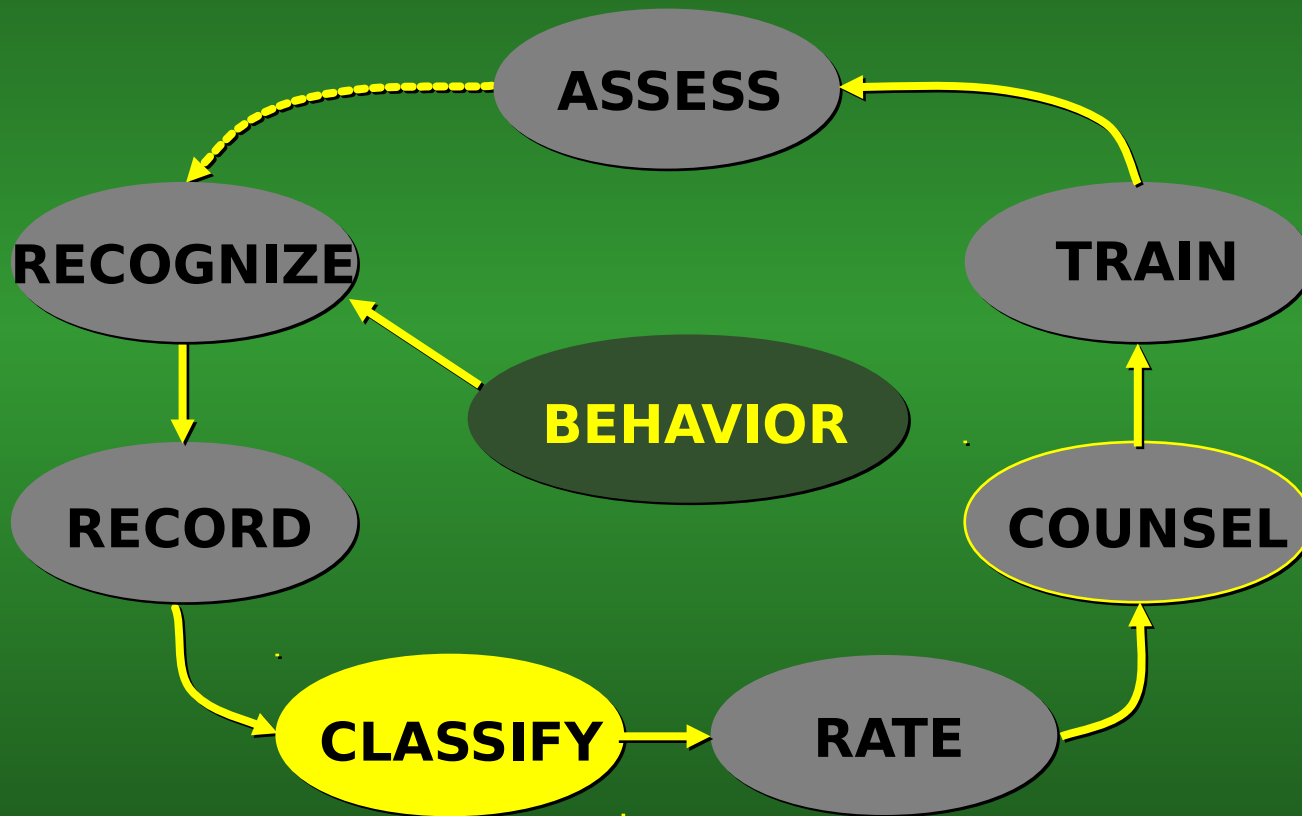 ASSESS
RECOGNIZE
TRAIN
BEHAVIOR
RECORD
COUNSEL
CLASSIFY
RATE